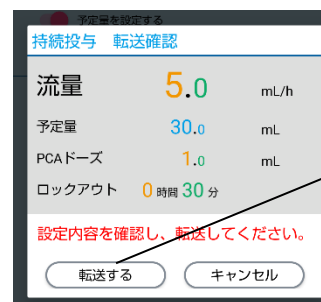 予定量を設定する
持続投与 転送確認
流量 5.0 mL/h
予定量 30.0 mL
PCAドーズ 1.0 mL
ロックアウト 0 時間 30 分
設定内容を確認し、転送してください。
転送する キャンセル